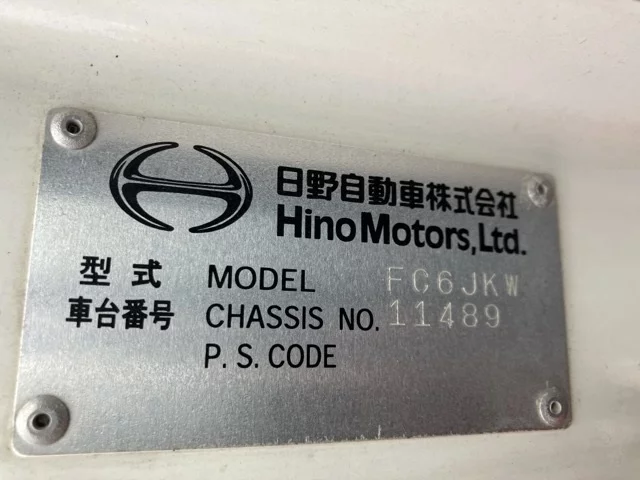 日野自動車株式会社
Hino Motors, Ltd.
型式 MODEL FC6JKW
車台番号 CHASSIS NO. 11489
P. S. CODE